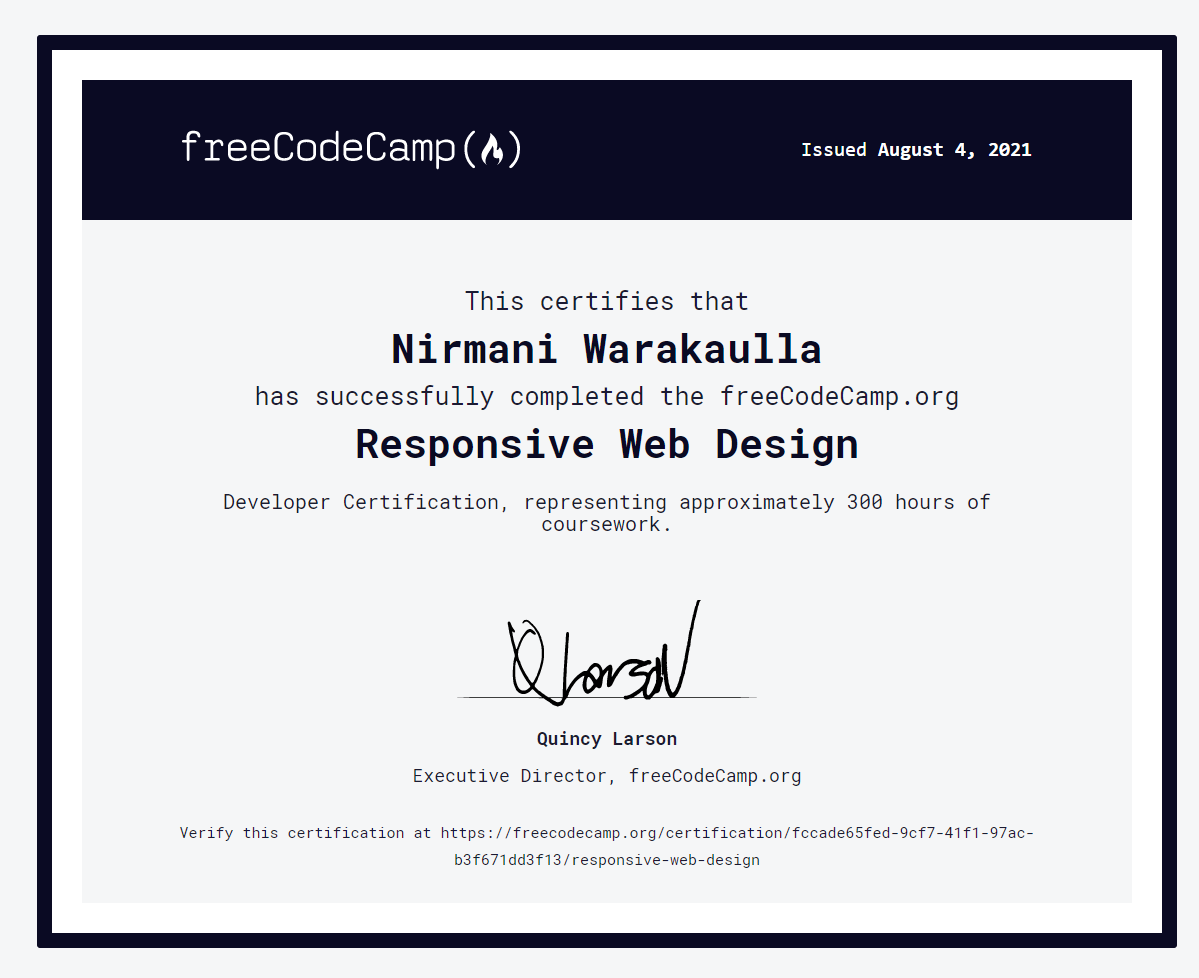 freeCodeCamp(🔥)
Issued August 4, 2021
This certifies that
Nirmani Warakaulla
has successfully completed the freeCodeCamp.org
Responsive Web Design
Developer Certification, representing approximately 300 hours of
coursework.
Q Larson
Quincy Larson
Executive Director, freeCodeCamp.org
Verify this certification at https://freecodecamp.org/certification/fccade65fed-9cf7-41f1-97ac-
b3f671dd3f13/responsive-web-design